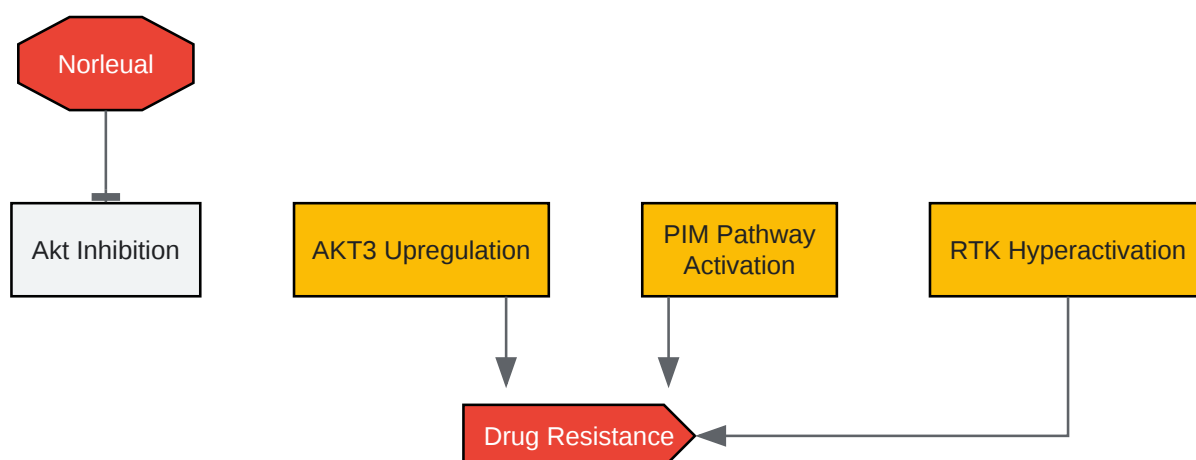 Norleual
Akt Inhibition
AKT3 Upregulation
PIM Pathway
Activation
RTK Hyperactivation
Drug Resistance